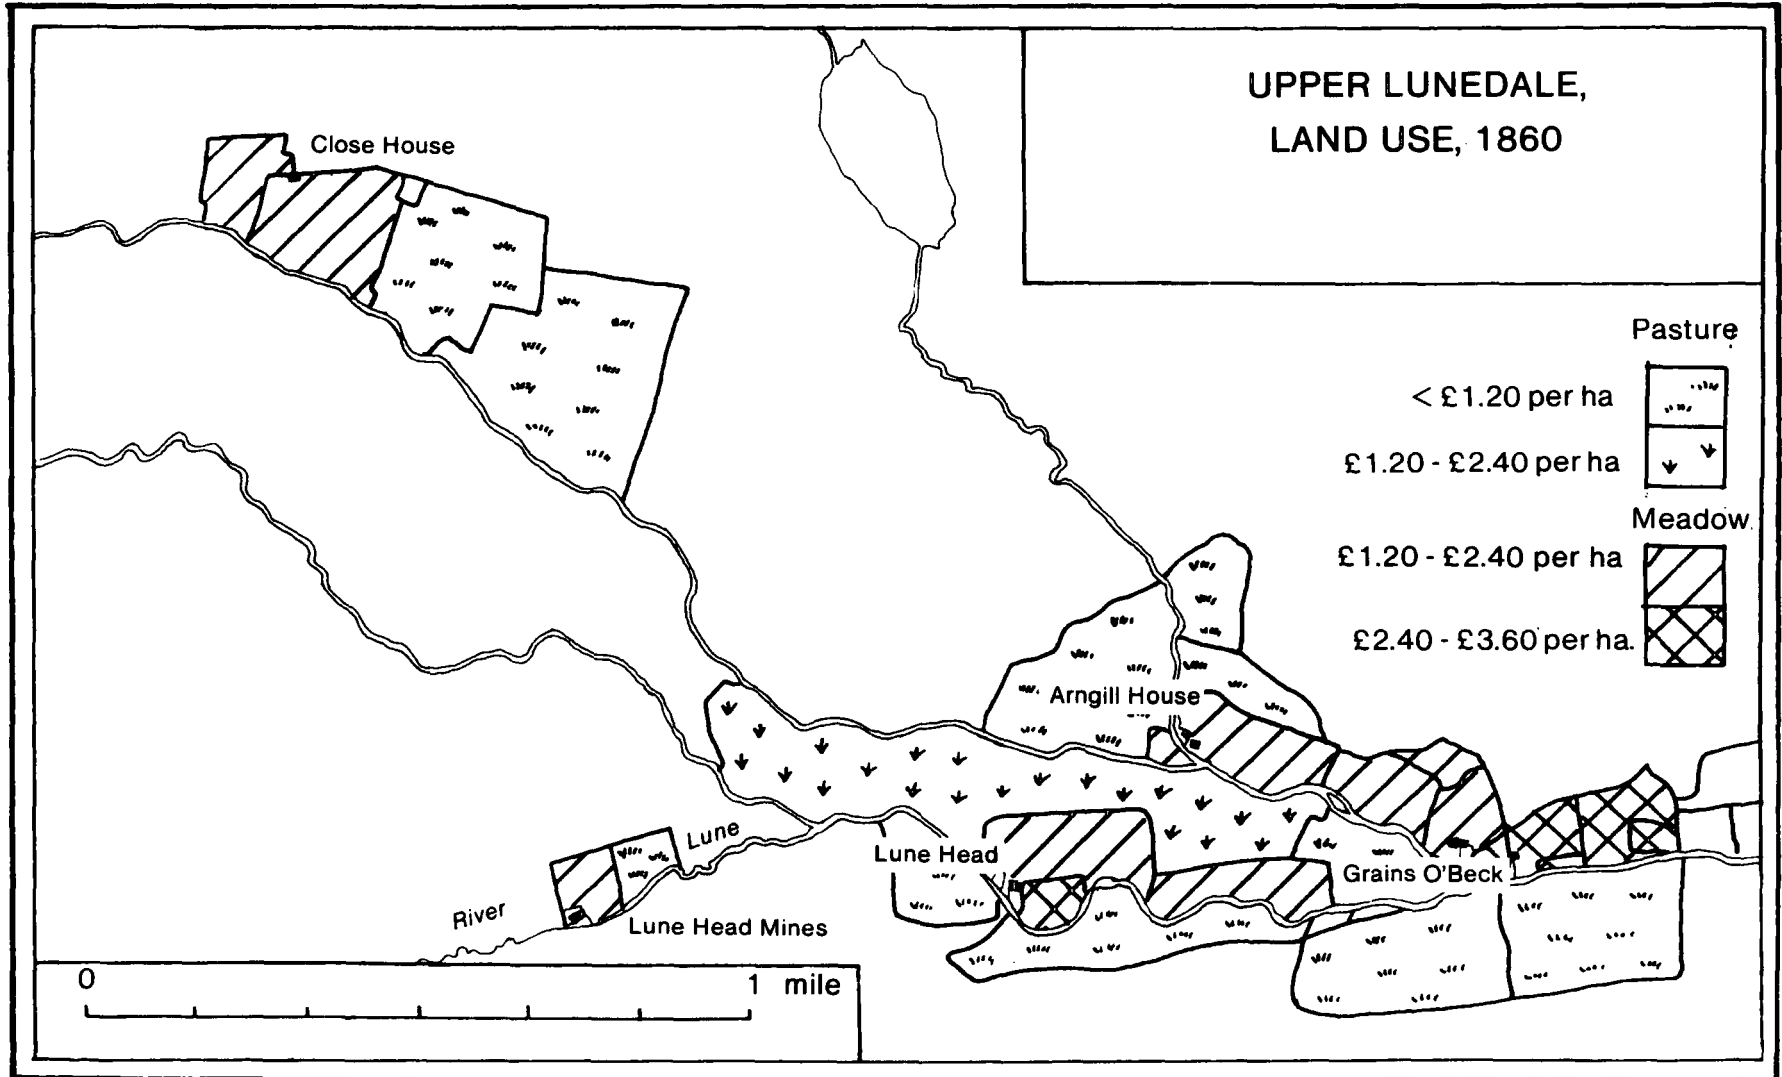 UPPER LUNEDALE,
LAND USE, 1860
Close House
Pasture
< £1.20 per ha
£1.20 - £2.40 per ha
Meadow
£1.20 - £2.40 per ha
£2.40 - £3.60 per ha.
Arngill House
Lune Head
Grains O'Beck
River Lune
Lune Head Mines
0 1 mile